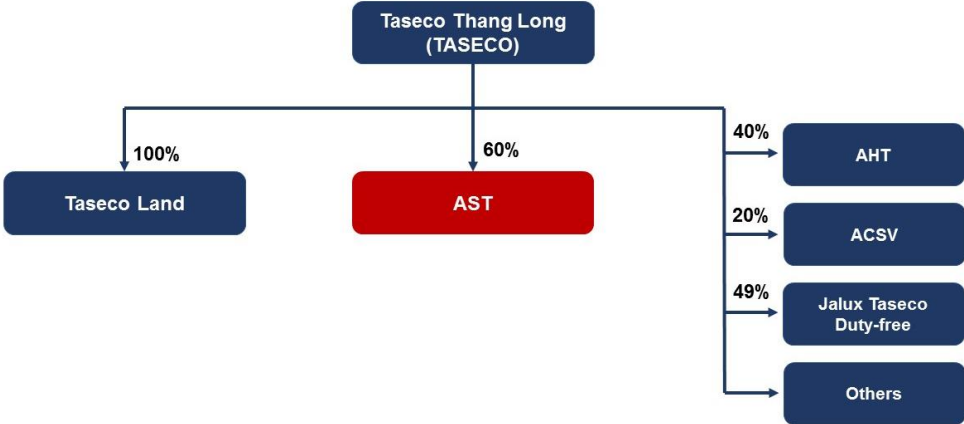 Taseco Thang Long
(TASECO)
100%
60%
40%
AHT
Taseco Land
AST
20%
ACSV
49%
Jalux Taseco
Duty-free
Others